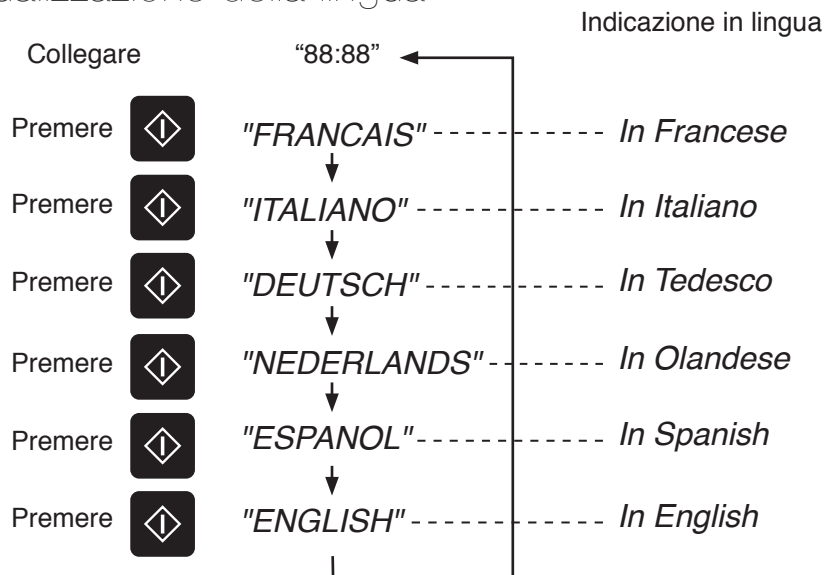 Indicazione in lingua
Collegare "88:88"
Premere "FRANCAIS" In Francese
Premere "ITALIANO" In Italiano
Premere "DEUTSCH" In Tedesco
Premere "NEDERLANDS" In Olandese
Premere "ESPANOL" In Spanish
Premere "ENGLISH" In English